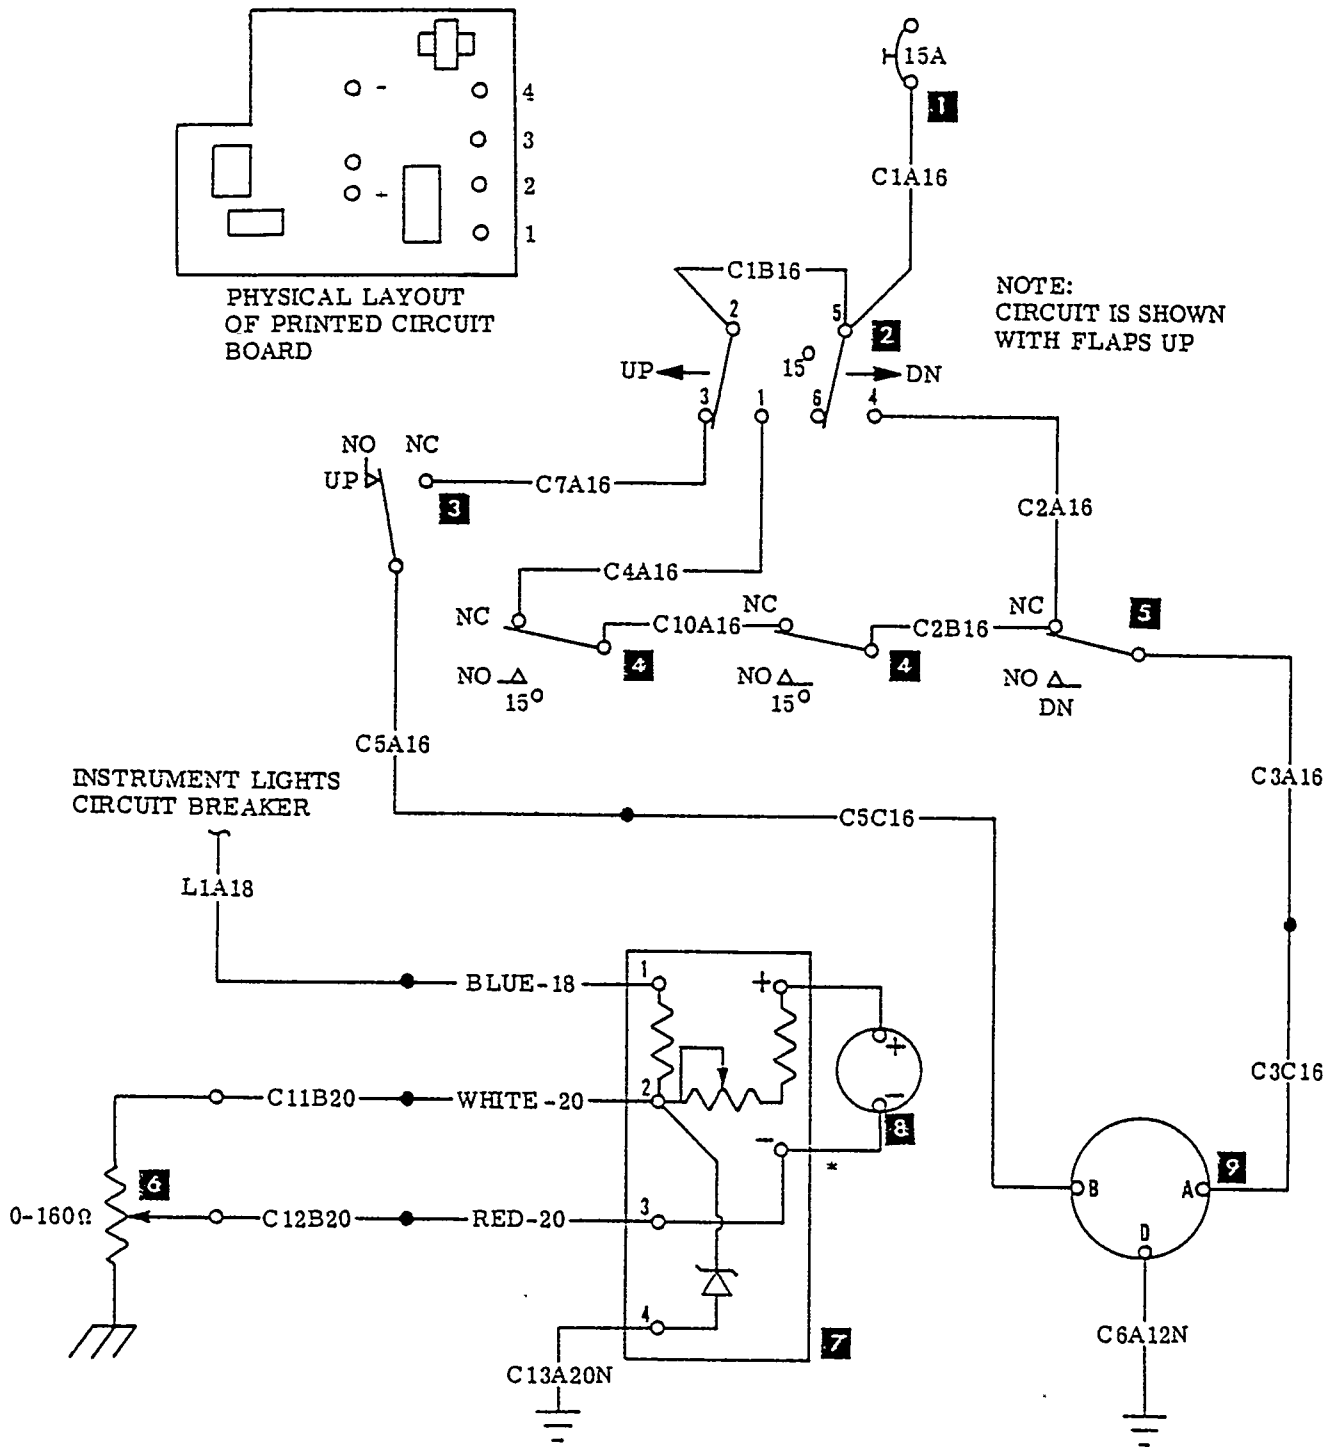 15A
1
- 4
3
+ 2
1
C1A16
PHYSICAL LAYOUT
OF PRINTED CIRCUIT
BOARD
C1B16
NOTE:
CIRCUIT IS SHOWN
WITH FLAPS UP
2 5 2
UP 15° DN
3 1 6 4
NO NC
UP C7A16
3
C2A16
C4A16
NC C10A16 NC C2B16 NC 5
4 4
NO NO NO
15° 15° DN
C5A16
INSTRUMENT LIGHTS
CIRCUIT BREAKER
C3A16
C5C16
L1A18
BLUE-18 1 +
+
C11B20 WHITE-20 2 -
C3C16
8
- *
6
0-160Ω C12B20 RED-20 3
B A 9
D
4
7
C6A12N
C13A20N